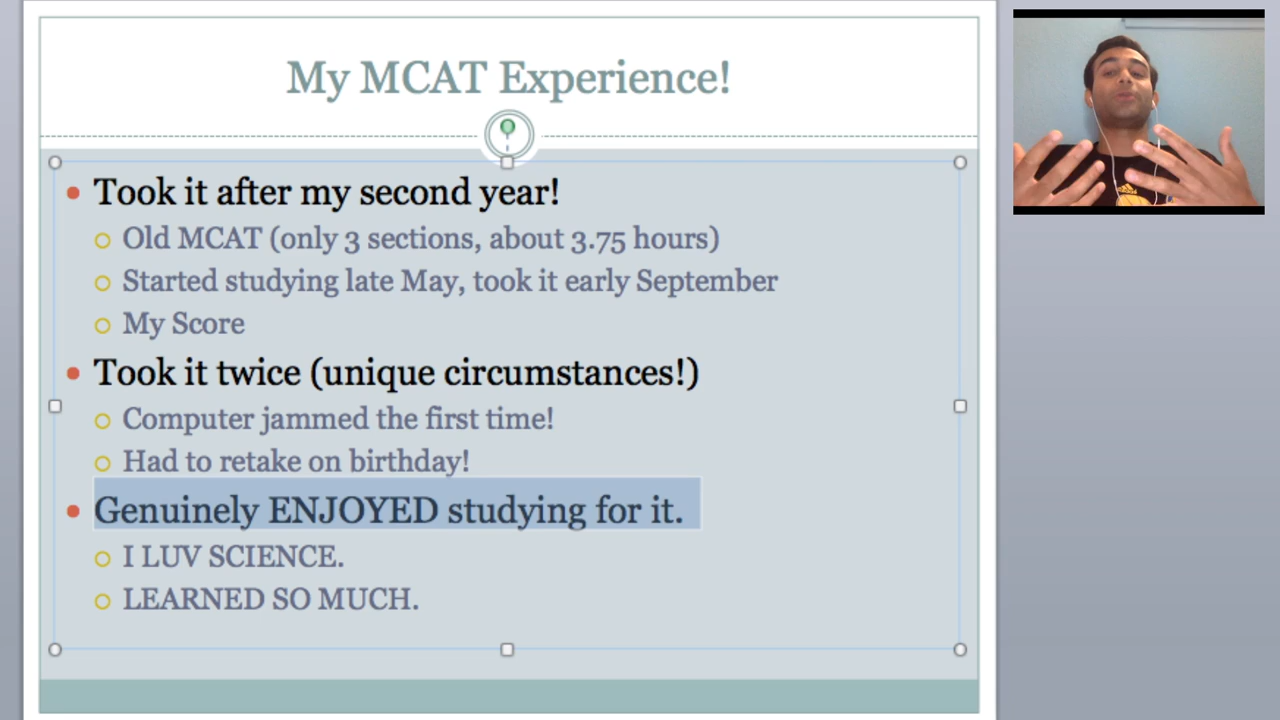 My MCAT Experience!
Took it after my second year!
Old MCAT (only 3 sections, about 3.75 hours)
Started studying late May, took it early September
My Score
Took it twice (unique circumstances!)
Computer jammed the first time!
Had to retake on birthday!
Genuinely ENJOYED studying for it.
I LUV SCIENCE.
LEARNED SO MUCH.